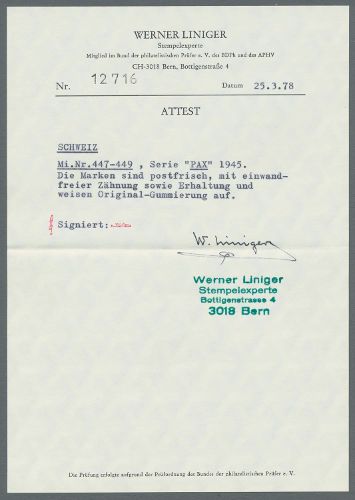 WERNER LINIGER
Stempelexperte
Mitglied im Bund der philatelistischen Prüfer e. V. des BDPh und des APHV
CH-3018 Bern, Bottigenstraße 4
Nr. 12716 Datum 25.3.78
ATTEST
SCHWEIZ
Mi.Nr.447-449 , Serie "PAX" 1945.
Die Marken sind postfrisch, mit einwand-
freier Zähnung sowie Erhaltung und
weisen Original-Gummierung auf.
Signiert:
W. Liniger
Werner Liniger
Stempelexperte
Bottigenstrasse 4
3018 Bern
Die Prüfung erfolgte aufgrund der Prüfordnung des Bundes der philatelistischen Prüfer e. V.